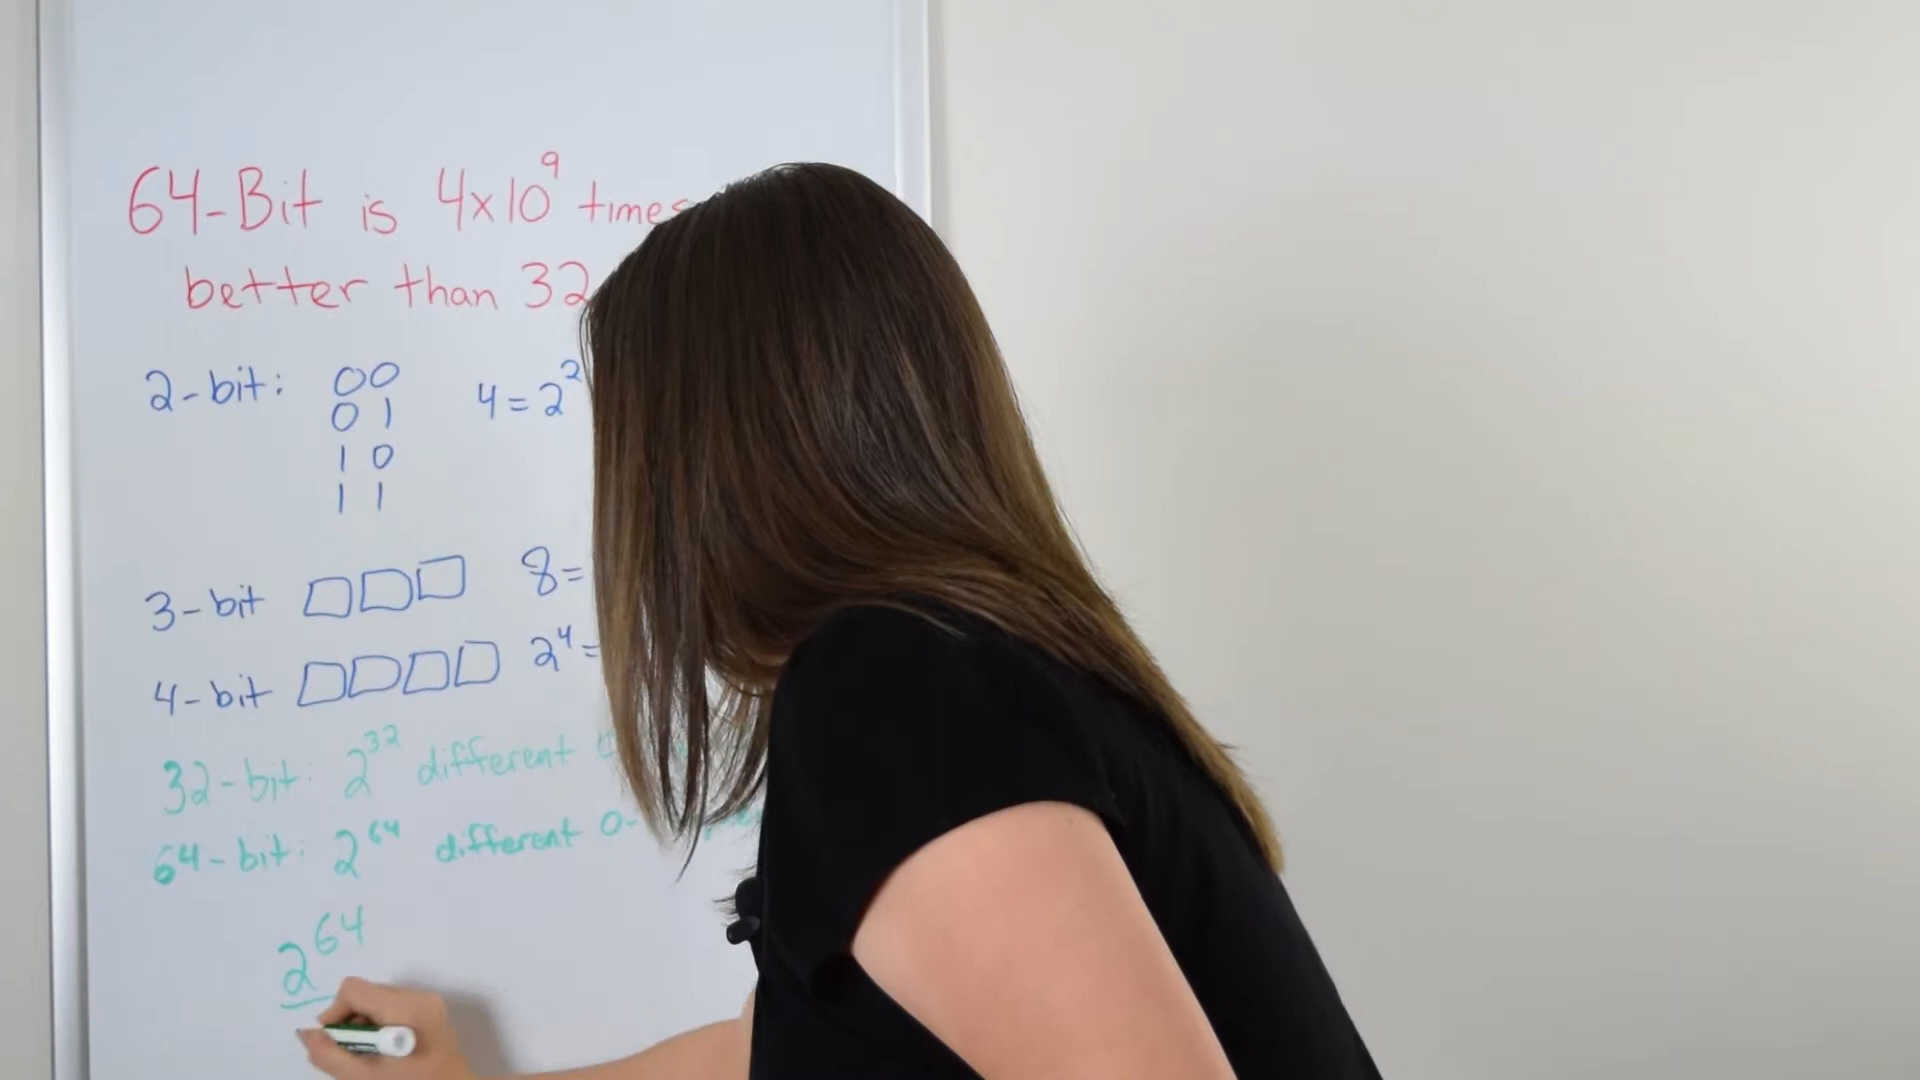 64-Bit is 4x10⁹ times
better than 32
2-bit: 00 4=2²
01
10
11
3-bit 8=
4-bit 2⁴=
32-bit: 2³² different
64-bit: 2⁶⁴ different
2⁶⁴